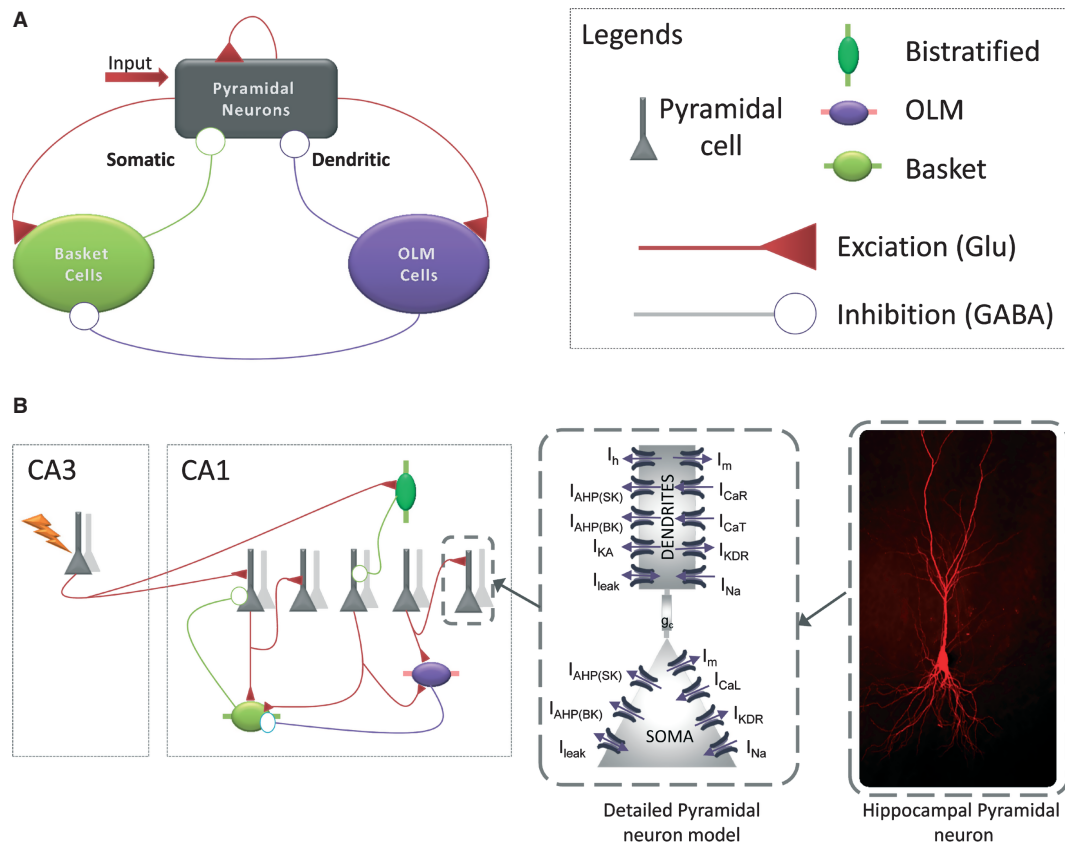 A
Input
Pyramidal
Neurons
Somatic
Dendritic
Basket
Cells
OLM
Cells
Legends
Pyramidal
cell
Bistratified
OLM
Basket
Exciation (Glu)
Inhibition (GABA)
B
CA3
CA1
DENDRITES
Ih
Im
IAHP(SK)
ICaR
IAHP(BK)
ICaT
IKA
IKDR
Ileak
INa
gc
Im
IAHP(SK)
ICaL
IAHP(BK)
IKDR
SOMA
Ileak
INa
Detailed Pyramidal
neuron model
Hippocampal Pyramidal
neuron